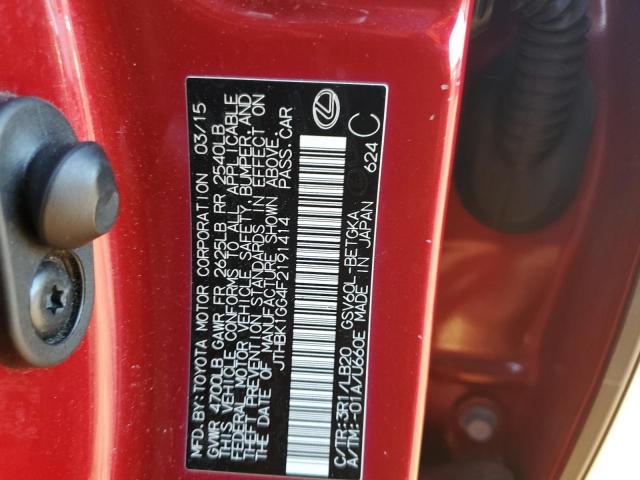 MFD. BY: TOYOTA MOTOR CORPORATION 03/15
GVWR 4700LB GAWR FR 2625LB RR 2540LB
THIS VEHICLE CONFORMS TO ALL APPLICABLE
FEDERAL MOTOR VEHICLE SAFETY, BUMPER, AND
THEFT PREVENTION STANDARDS IN EFFECT ON
THE DATE OF MANUFACTURE SHOWN ABOVE.
JTHBK1GG4F2191414 PASS. CAR
C/TR: 3R1/LB20 GSV60L-BETGKA 624 C
A/TM: -01A/U660E MADE IN JAPAN